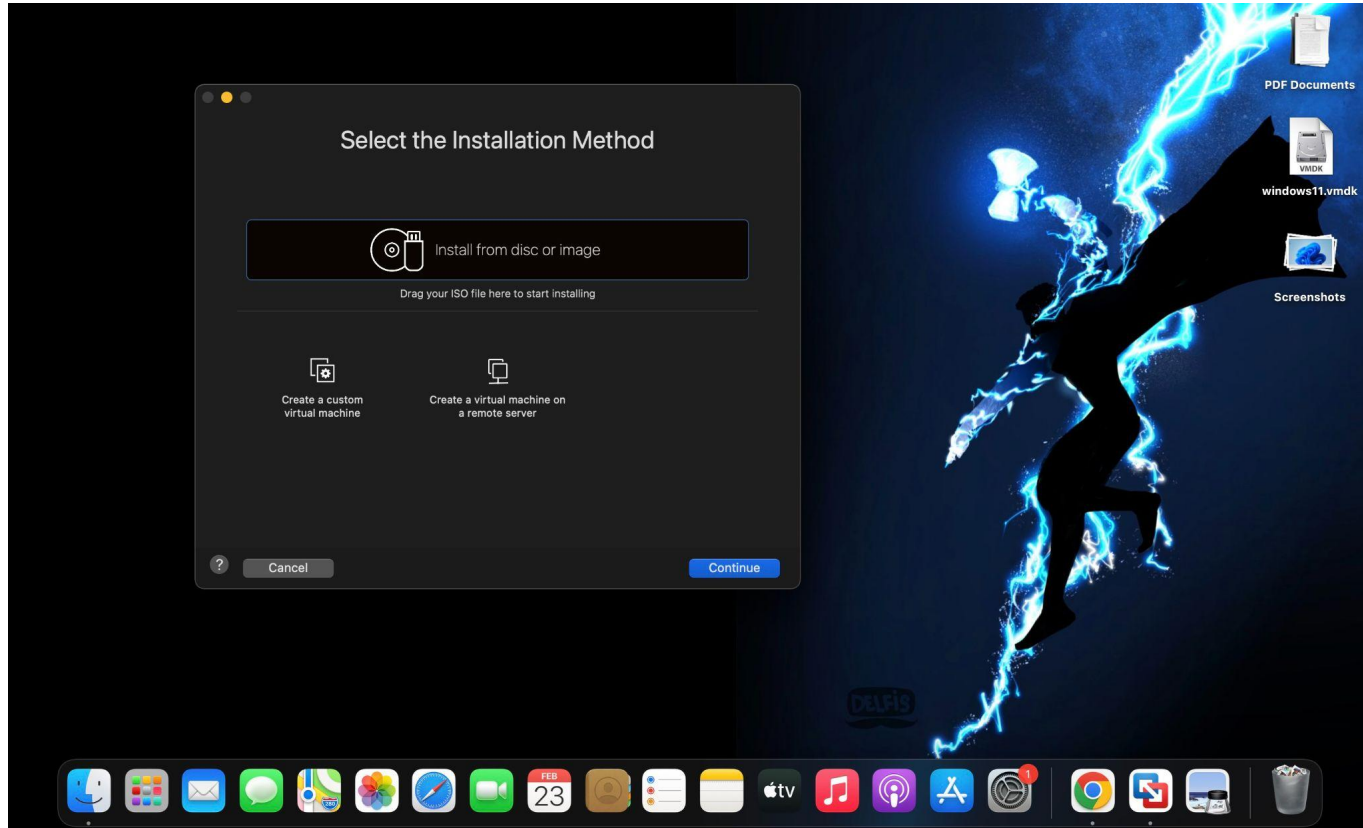 Select the Installation Method
Install from disc or image
Drag your ISO file here to start installing
Create a custom
virtual machine
Create a virtual machine on
a remote server
?
Cancel
Continue
PDF Documents
VMDK
windows11.vmdk
Screenshots
DELFiS
280
FEB
23
tv
1